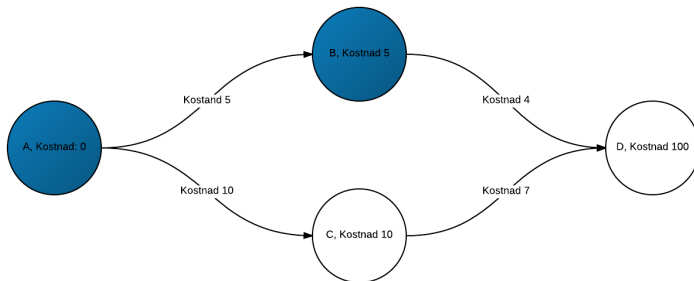 B, Kostnad 5
Kostand 5
Kostnad 4
A, Kostnad: 0
D, Kostnad 100
Kostnad 10
Kostnad 7
C, Kostnad 10